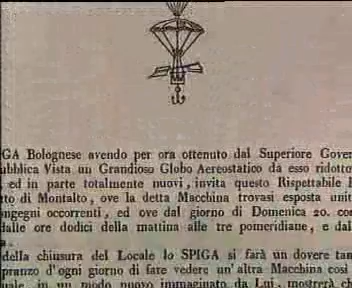 GA Bolognese avendo per ora ottenuto dal Superiore Gover
ubblica Vista un Grandioso Globo Aereostatico da esso ridotto
ed in parte totalmente nuovi, invita questo Rispettabile
tto di Montalto, ove la detta Macchina trovasi esposta unit
ingegni occorrenti, ed ove dal giorno di Domenica 20. cor
dalle ore dodici della mattina alle tre pomeridiane, e dal
a.
della chiusura del Locale lo SPIGA si farà un dovere tan
pranzo d'ogni giorno di fare vedere un' altra Macchina così
uale in un modo nuovo immaginato da Lui, mostrerà ch